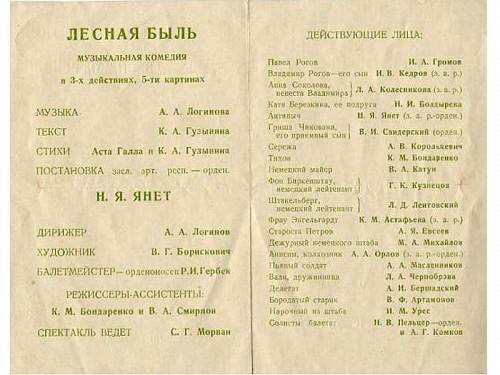 ЛЕСНАЯ БЫЛЬ
МУЗЫКАЛЬНАЯ КОМЕДИЯ
в 3-х действиях, 5-ти картинах
МУЗЫКА А. А. Логинова
ТЕКСТ К. А. Гузынина
СТИХИ Аста Галла и К. А. Гузынина
ПОСТАНОВКА засл. арт. респ.—орден.
Н. Я. ЯНЕТ
ДИРИЖЕР А. А. Логинов
ХУДОЖНИК В. Г. Борискович
БАЛЕТМЕЙСТЕР—орденоносец Р. И. Гербек
РЕЖИССЕРЫ-АССИСТЕНТЫ:
К. М. Бондаренко и В. А. Смирнов
СПЕКТАКЛЬ ВЕДЕТ С. Г. Морван
ДЕЙСТВУЮЩИЕ ЛИЦА:
Павел Рогов И. А. Громов
Владимир Рогов—его сын И. В. Кедров (з. а. р.)
Анна Соколова,
невеста Владимира Л. А. Колесникова (з. а. р.)
Катя Березкина, ее подруга Н. И. Болдырева
Антипыч Н. Я. Янет (з. а. р.-орден.)
Гриша Чиковани,
его приемный сын В. И. Свидерский (орден.)
Сережа А. В. Королькевич
Тихон К. М. Бондаренко
Немецкий майор В. А. Катун
Фон Биркенштау,
немецкий лейтенант Г. К. Кузнецов
Штакельберг,
немецкий лейтенант Л. Д. Леитовский
Фрау Энгельгардт К. М. Астафьева (з. а. р.)
Староста Петров А. Я. Евсеев
Дежурный немецкого штаба М. А. Михайлов
Анисим, колхозник А. А. Орлов (з. а. р.-орден.)
Пьяный солдат А. А. Масленников
Валя, дружинница Л. А. Чернобрэва
Делегат А. И. Бершадский
Бородатый старик В. Ф. Артамонов
Нарочный из штаба И. М. Урес
Солисты балета: Н. В. Пельцер—орден.
и А. Г. Комков